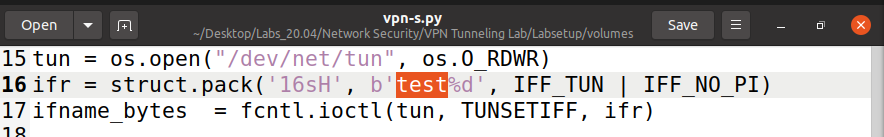 Open
vpn-s.py
~/Desktop/Labs_20.04/Network Security/VPN Tunneling Lab/Labsetup/volumes
Save
15 tun = os.open("/dev/net/tun", os.O_RDWR)
16 ifr = struct.pack('16sH', b'test%d', IFF_TUN | IFF_NO_PI)
17 ifname_bytes  = fcntl.ioctl(tun, TUNSETIFF, ifr)
18